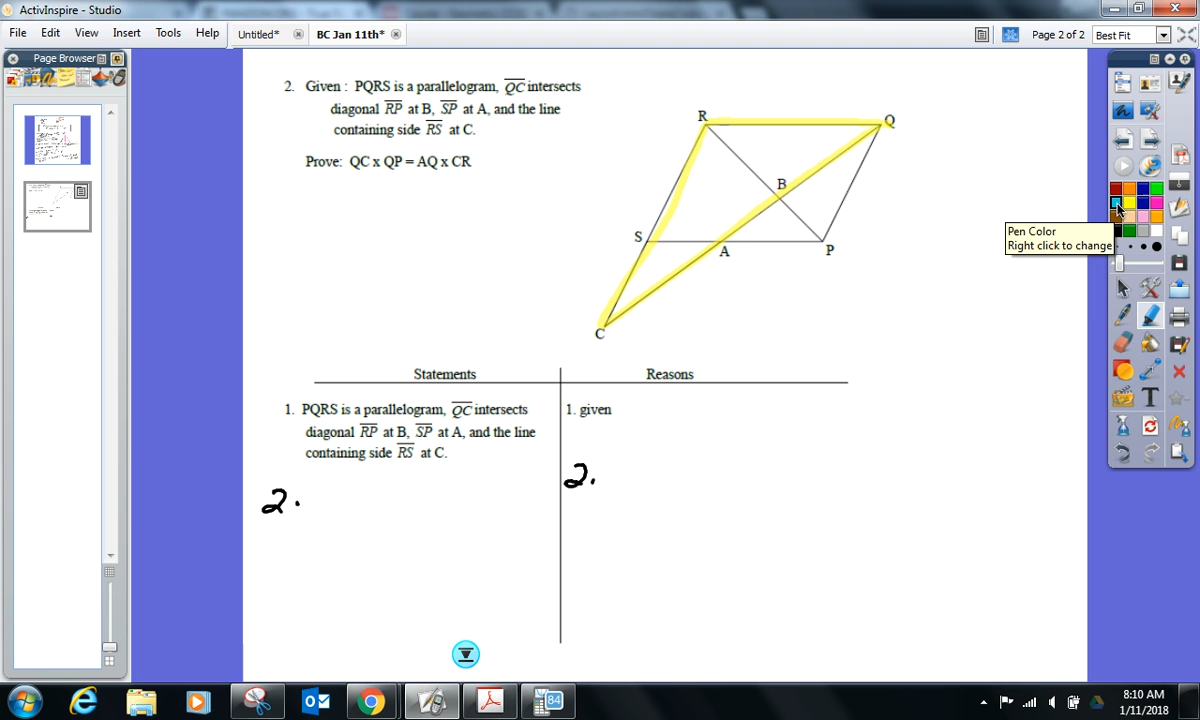 ActivInspire - Studio
File Edit View Insert Tools Help
Untitled*
BC Jan 11th*
Page 2 of 2
Best Fit
Page Browser
2. Given : PQRS is a parallelogram, QC intersects
diagonal RP at B, SP at A, and the line
containing side RS at C.
Prove: QC x QP = AQ x CR
R
Q
B
S
A
P
C
Pen Color
Right click to change
Statements
Reasons
1. PQRS is a parallelogram, QC intersects
diagonal RP at B, SP at A, and the line
containing side RS at C.
1. given
2.
2.
T
84
8:10 AM
1/11/2018